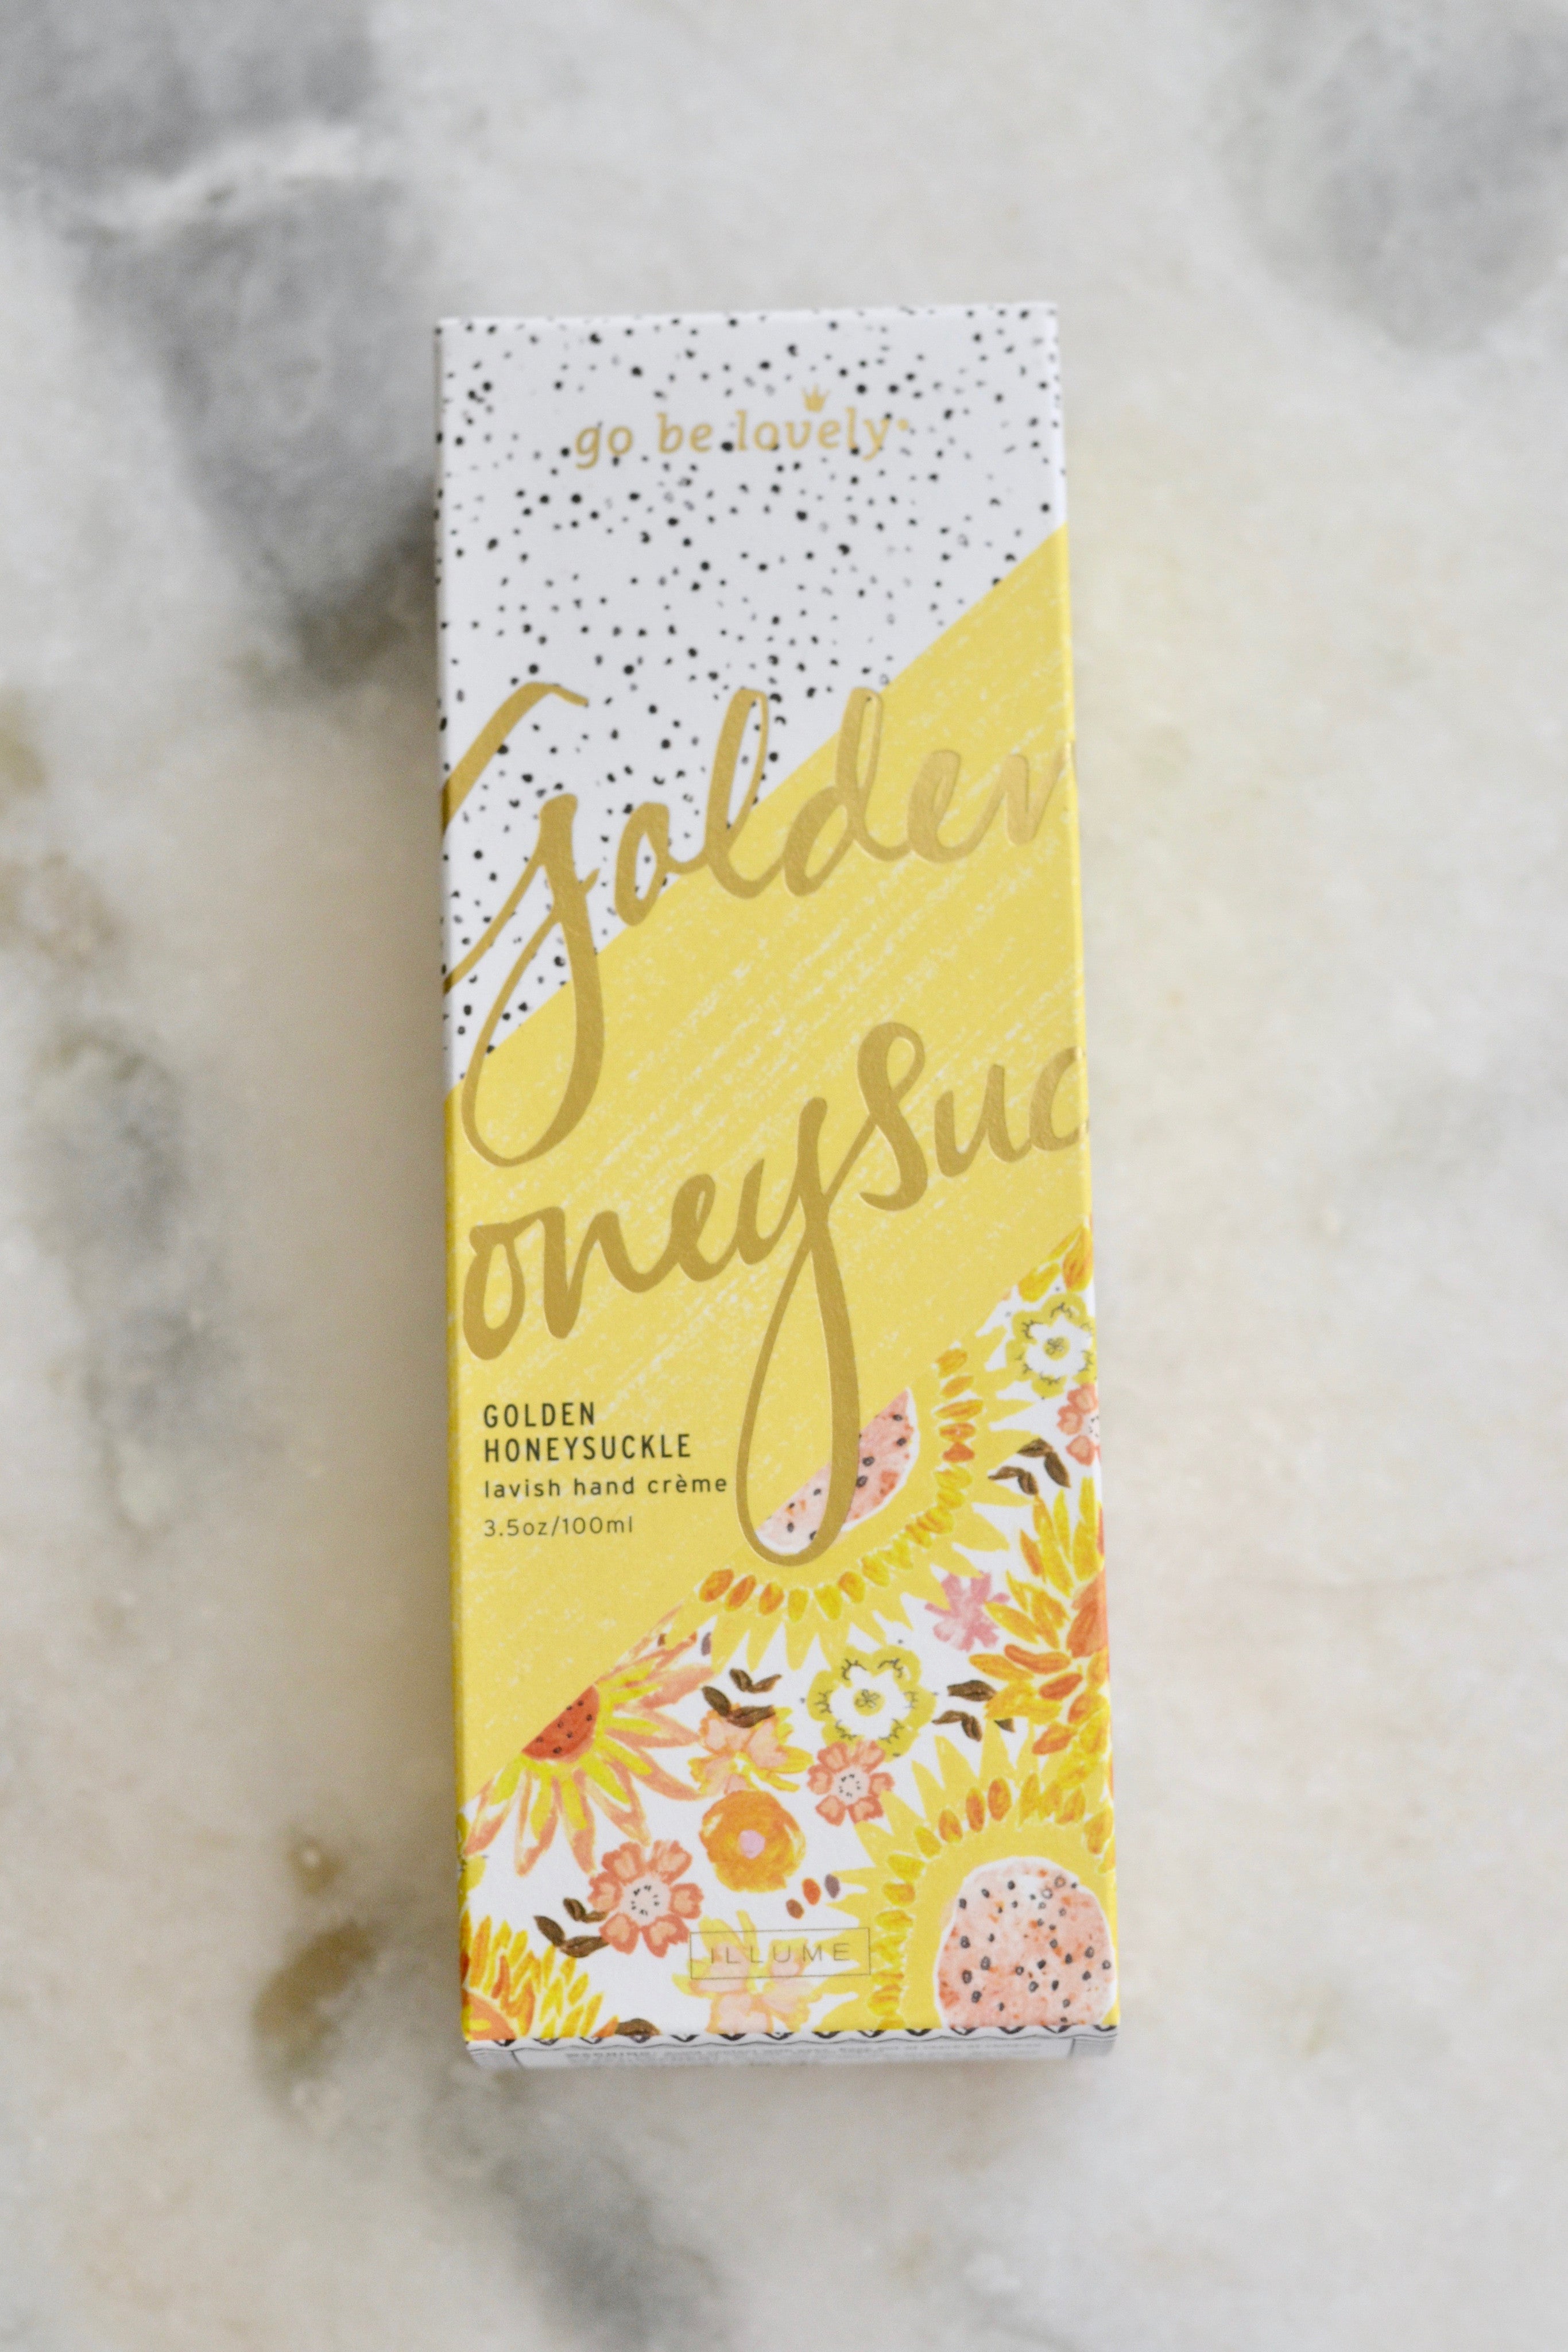 go be lovely®
golden
oneysuc
GOLDEN
HONEYSUCKLE
lavish hand crème
3.5oz/100ml
ILLUME